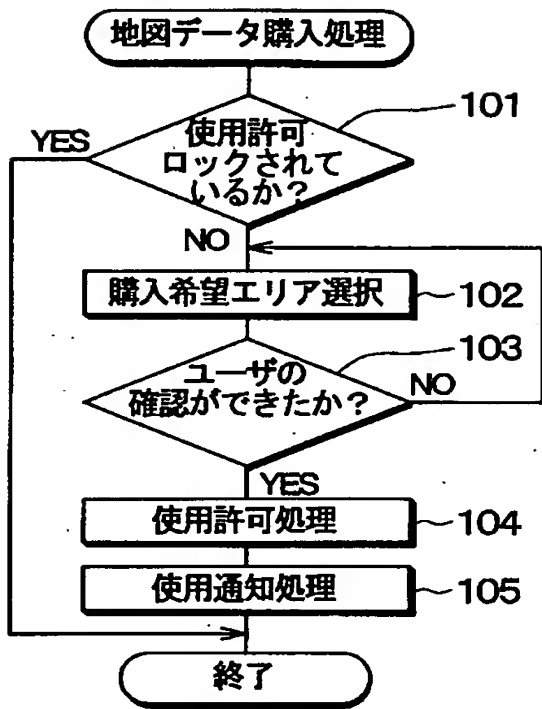 地図データ購入処理
101
YES
使用許可
ロックされて
いるか?
NO
購入希望エリア選択
102
103
ユーザの
確認ができたか?
NO
YES
使用許可処理
104
使用通知処理
105
終了